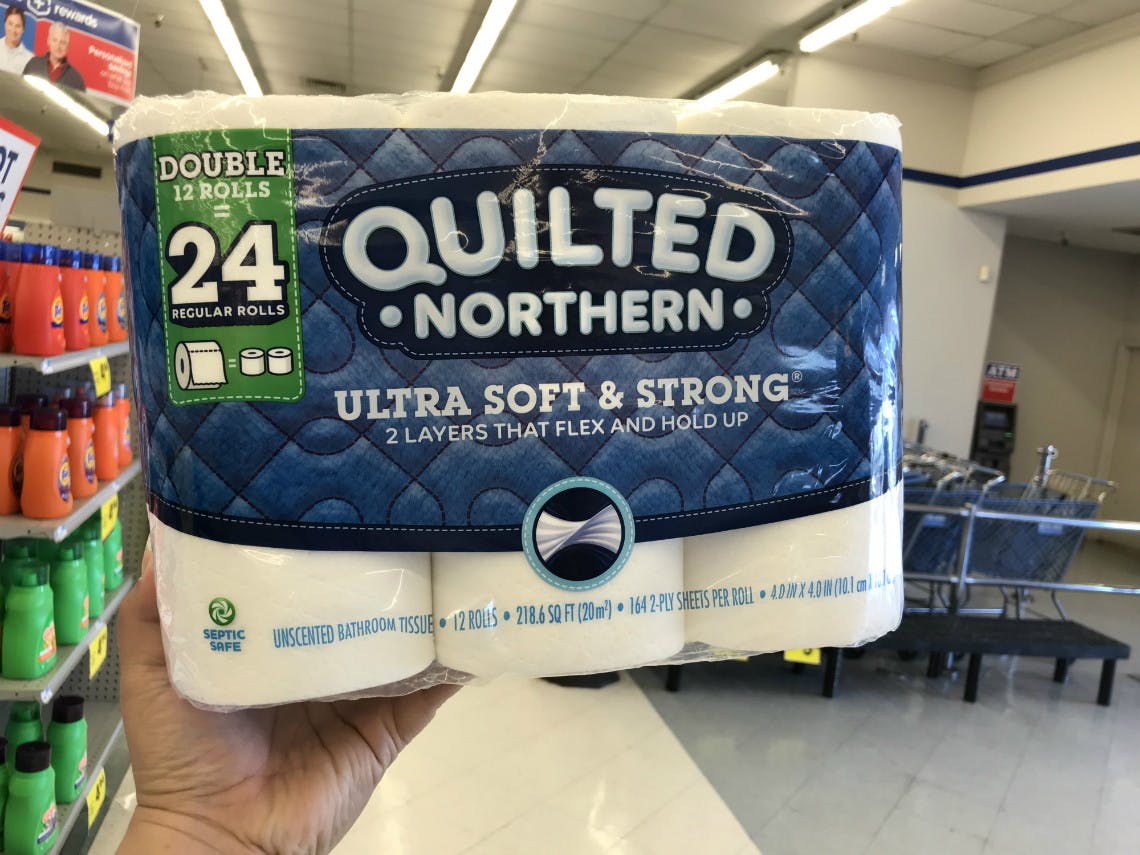 rewards
Personalized
DOUBLE
12 ROLLS
=
24
REGULAR ROLLS
=
QUILTED
• NORTHERN •
ULTRA SOFT & STRONG®
2 LAYERS THAT FLEX AND HOLD UP
SEPTIC
SAFE
UNSCENTED BATHROOM TISSUE • 12 ROLLS • 218.6 SQ FT (20m²) • 164 2-PLY SHEETS PER ROLL • 4.0 IN X 4.0 IN (10.1 cm
ATM
Tide